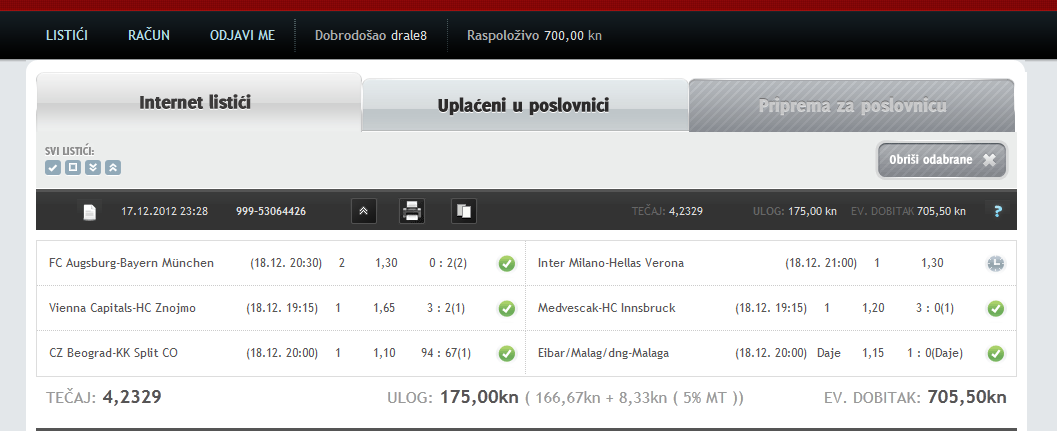 LISTIĆI RAČUN ODJAVI ME Dobrodošao drale8 Raspoloživo 700,00 kn
Internet listići Uplaćeni u poslovnici Priprema za poslovnicu
SVI LISTIĆI:
Obriši odabrane
17.12.2012 23:28 999-53064426 TEČAJ: 4,2329 ULOG: 175,00 kn EV. DOBITAK 705,50 kn ?
FC Augsburg-Bayern München (18.12. 20:30) 2 1,30 0 : 2(2) Inter Milano-Hellas Verona (18.12. 21:00) 1 1,30
Vienna Capitals-HC Znojmo (18.12. 19:15) 1 1,65 3 : 2(1) Medvescak-HC Innsbruck (18.12. 19:15) 1 1,20 3 : 0(1)
CZ Beograd-KK Split CO (18.12. 20:00) 1 1,10 94 : 67(1) Eibar/Malag/dng-Malaga (18.12. 20:00) Daje 1,15 1 : 0(Daje)
TEČAJ: 4,2329 ULOG: 175,00kn ( 166,67kn + 8,33kn ( 5% MT )) EV. DOBITAK: 705,50kn